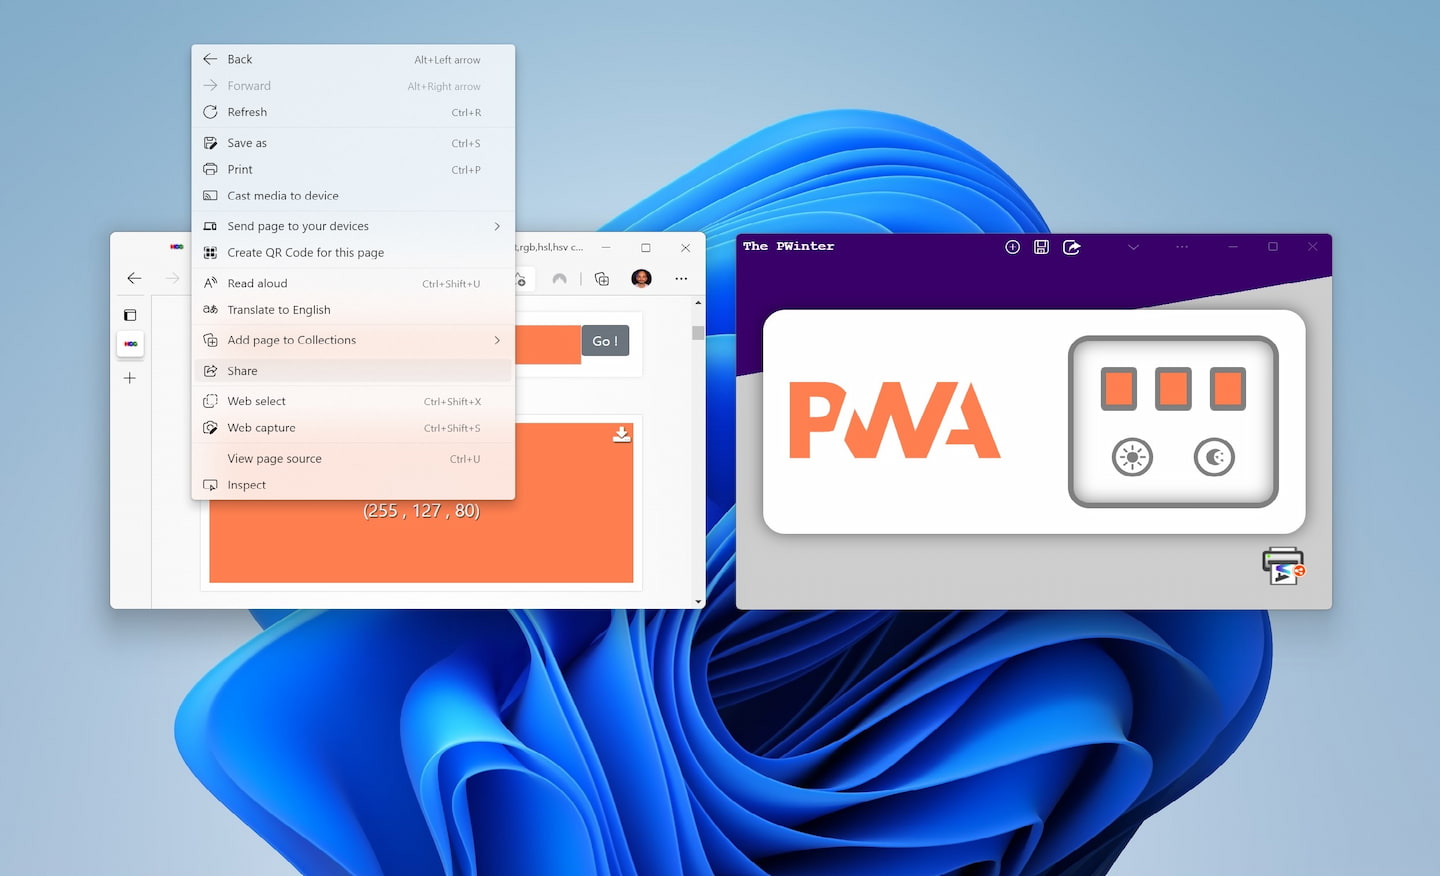 Back Alt+Left arrow
Forward Alt+Right arrow
Refresh Ctrl+R
Save as Ctrl+S
Print Ctrl+P
Cast media to device
Send page to your devices
Create QR Code for this page
Read aloud Ctrl+Shift+U
Translate to English
Add page to Collections
Share
Web select Ctrl+Shift+X
Web capture Ctrl+Shift+S
View page source Ctrl+U
Inspect
,rgb,hsl,hsv c...
Go !
(255 , 127 , 80)
The PWinter
PWA